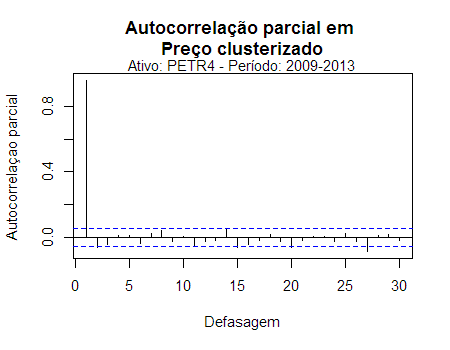 Autocorrelação parcial em
Preço clusterizado
Ativo: PETR4 - Período: 2009-2013
Autocorrelaçao parcial
0.8
0.4
0.0
0 5 10 15 20 25 30
Defasagem